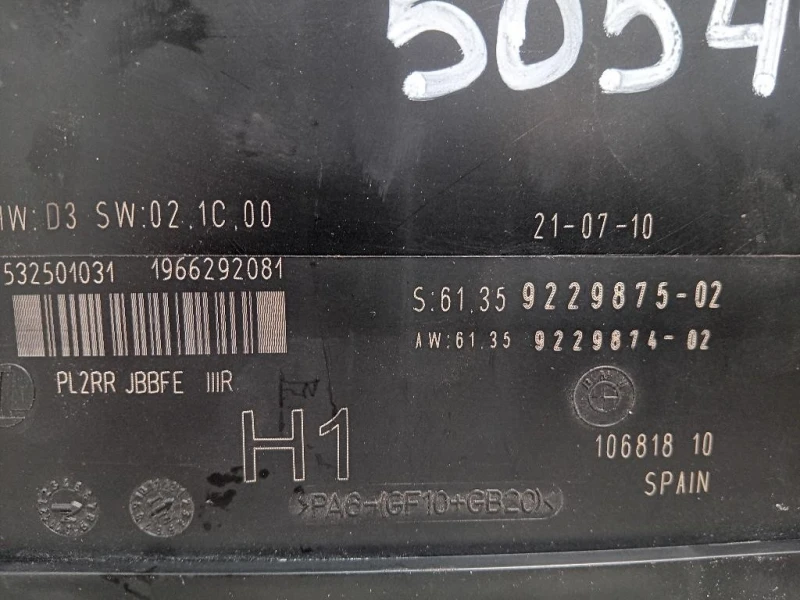 5054
HW: D3 SW:02.1C.00
21-07-10
532501031 1966292081
S:61.35 9229875-02
AW:61.35 9229874-02
PL2RR JBBFE IIIR
BMW
H1
106818 10
SPAIN
>PA6-(GF10+GB20)<